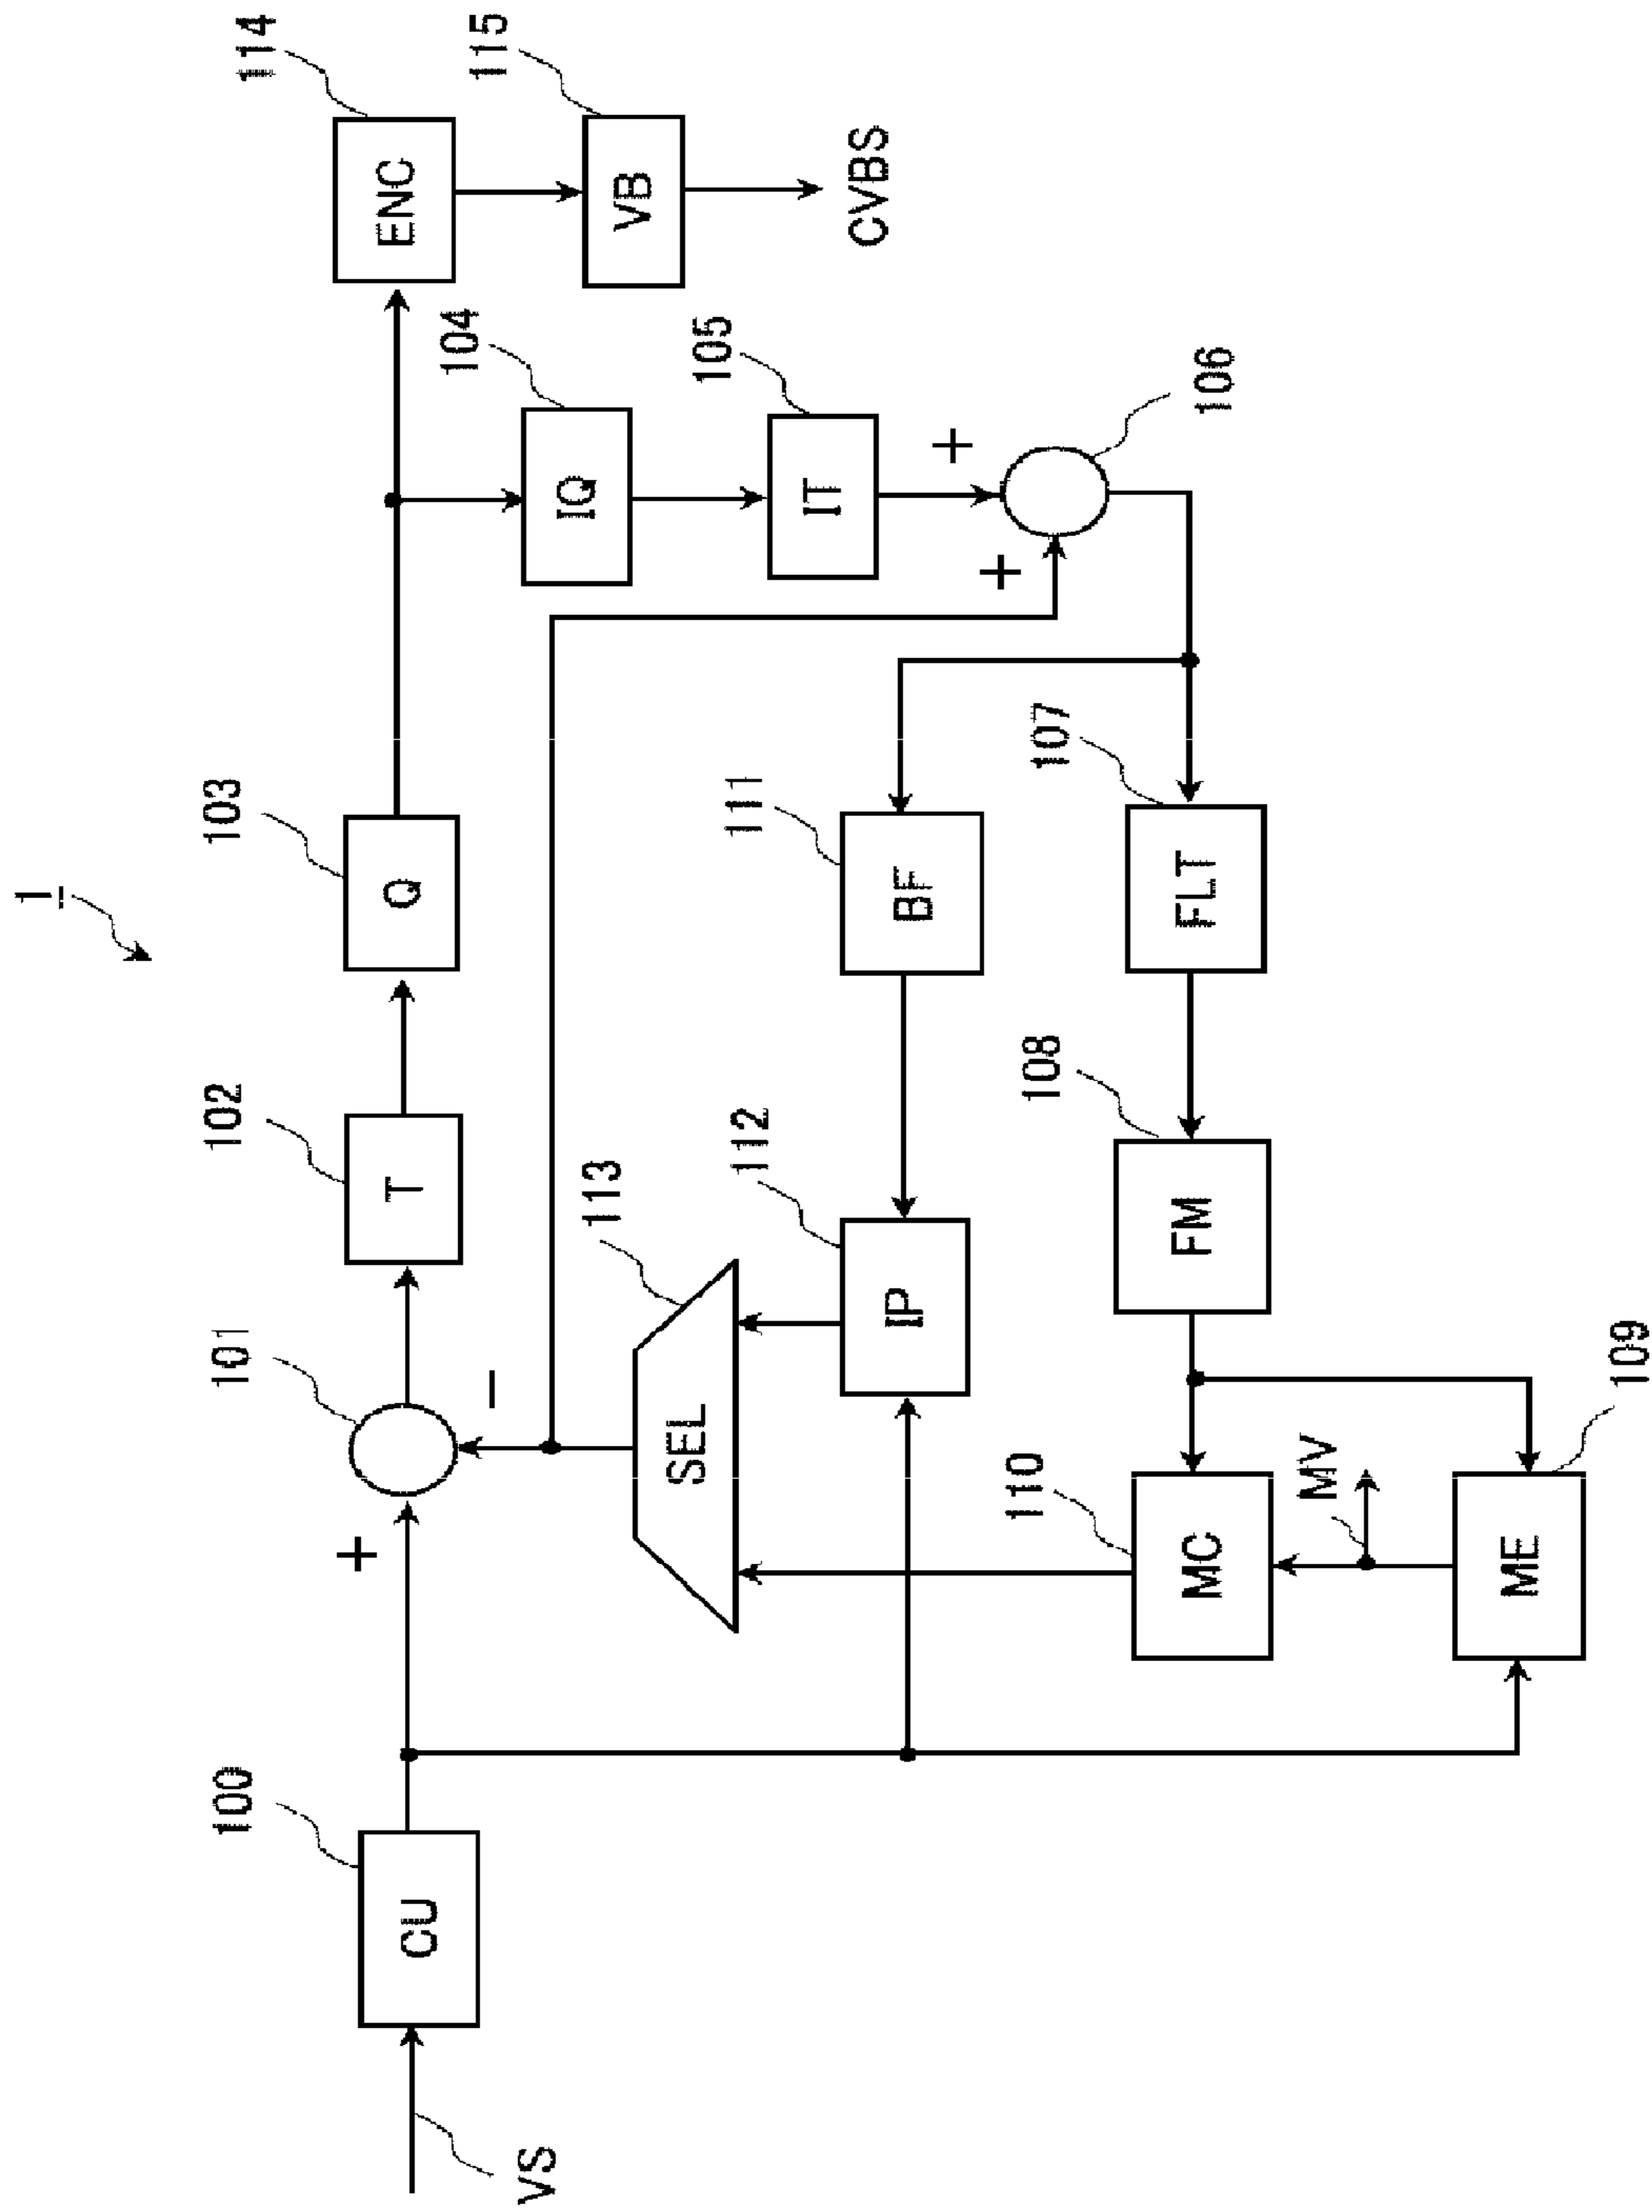 1
VS
100
CU
+
101
−
102
T
103
Q
114
ENC
115
VB
CVBS
104
IQ
105
IT
+
+
106
113
SEL
112
IP
111
BF
107
FLT
108
FM
110
MC
MV
109
ME